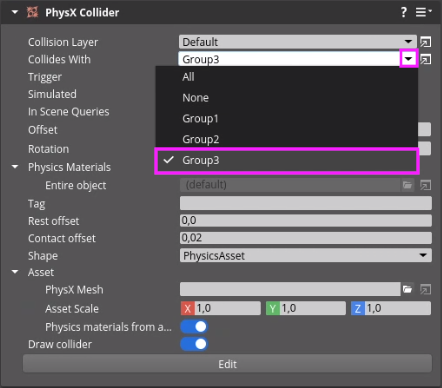 PhysX Collider ?
Collision Layer Default
Collides With Group3
Trigger All
Simulated None
In Scene Queries Group1
Offset Group2
Rotation Group3
Physics Materials
Entire object (default)
Tag
Rest offset 0,0
Contact offset 0,02
Shape PhysicsAsset
Asset
PhysX Mesh
Asset Scale X 1,0 Y 1,0 Z 1,0
Physics materials from a...
Draw collider
Edit